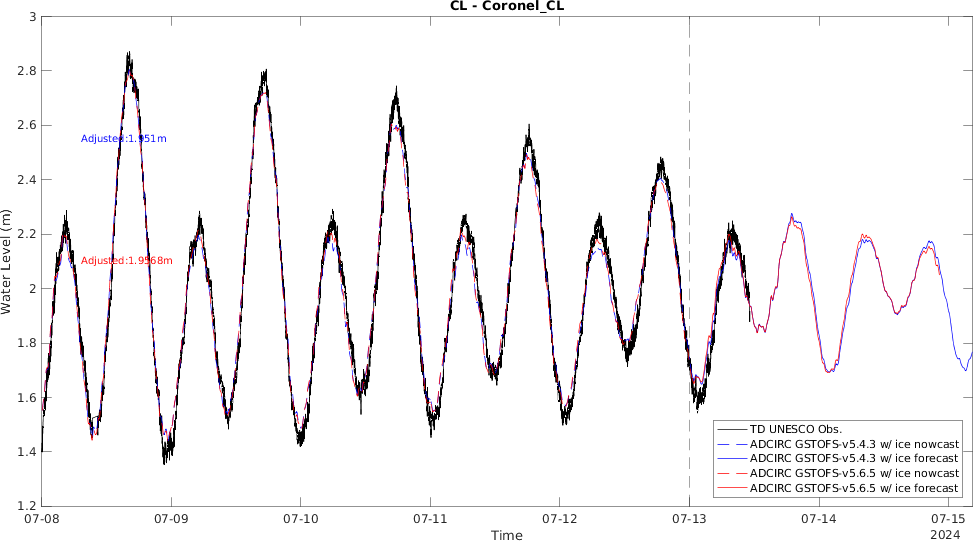 CL - Coronel_CL
3
2.8
2.6
2.4
2.2
2
1.8
1.6
1.4
1.2
Water Level (m)
Adjusted:1.951m
Adjusted:1.9568m
TD UNESCO Obs.
ADCIRC GSTOFS-v5.4.3 w/ ice nowcast
ADCIRC GSTOFS-v5.4.3 w/ ice forecast
ADCIRC GSTOFS-v5.6.5 w/ ice nowcast
ADCIRC GSTOFS-v5.6.5 w/ ice forecast
07-08 07-09 07-10 07-11 07-12 07-13 07-14 07-15
Time
2024